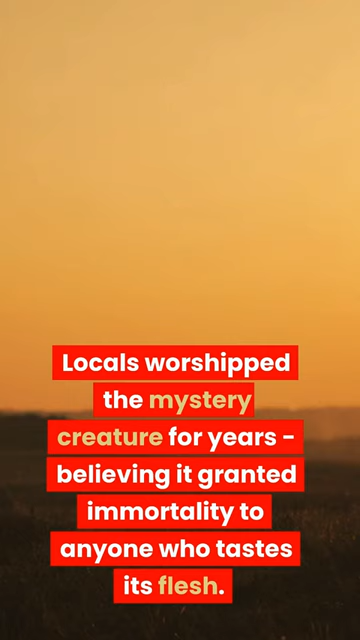 Locals worshipped
the mystery
creature for years -
believing it granted
immortality to
anyone who tastes
its flesh.